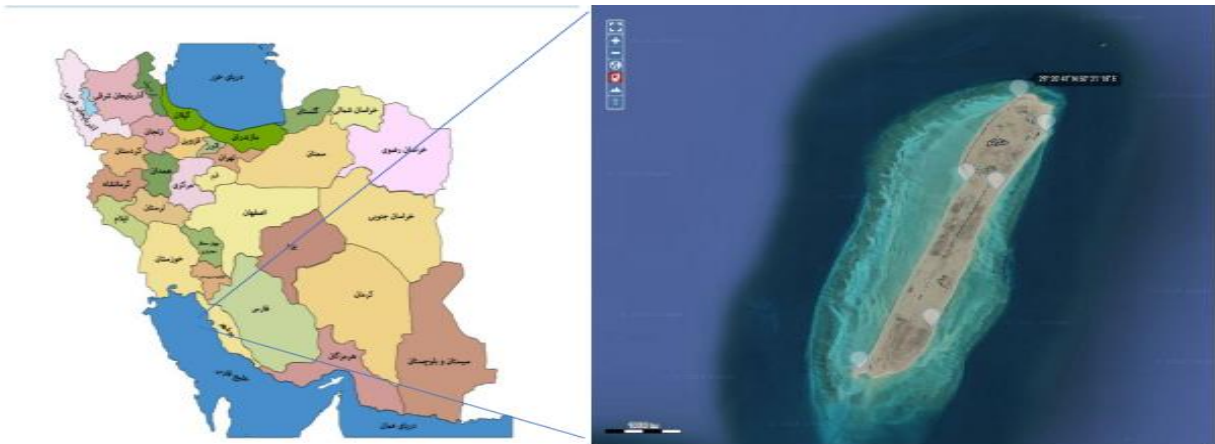 دریای خزر
آذربایجان شرقی
گیلان
گلستان
خراسان شمالی
مازندران
زنجان
قزوین
تهران
سمنان
خراسان رضوی
کردستان
همدان
مرکزی
قم
کرمانشاه
لرستان
ایلام
اصفهان
یزد
خراسان جنوبی
خوزستان
فارس
کرمان
هرمزگان
سیستان و بلوچستان
خلیج فارس
دریای عمان